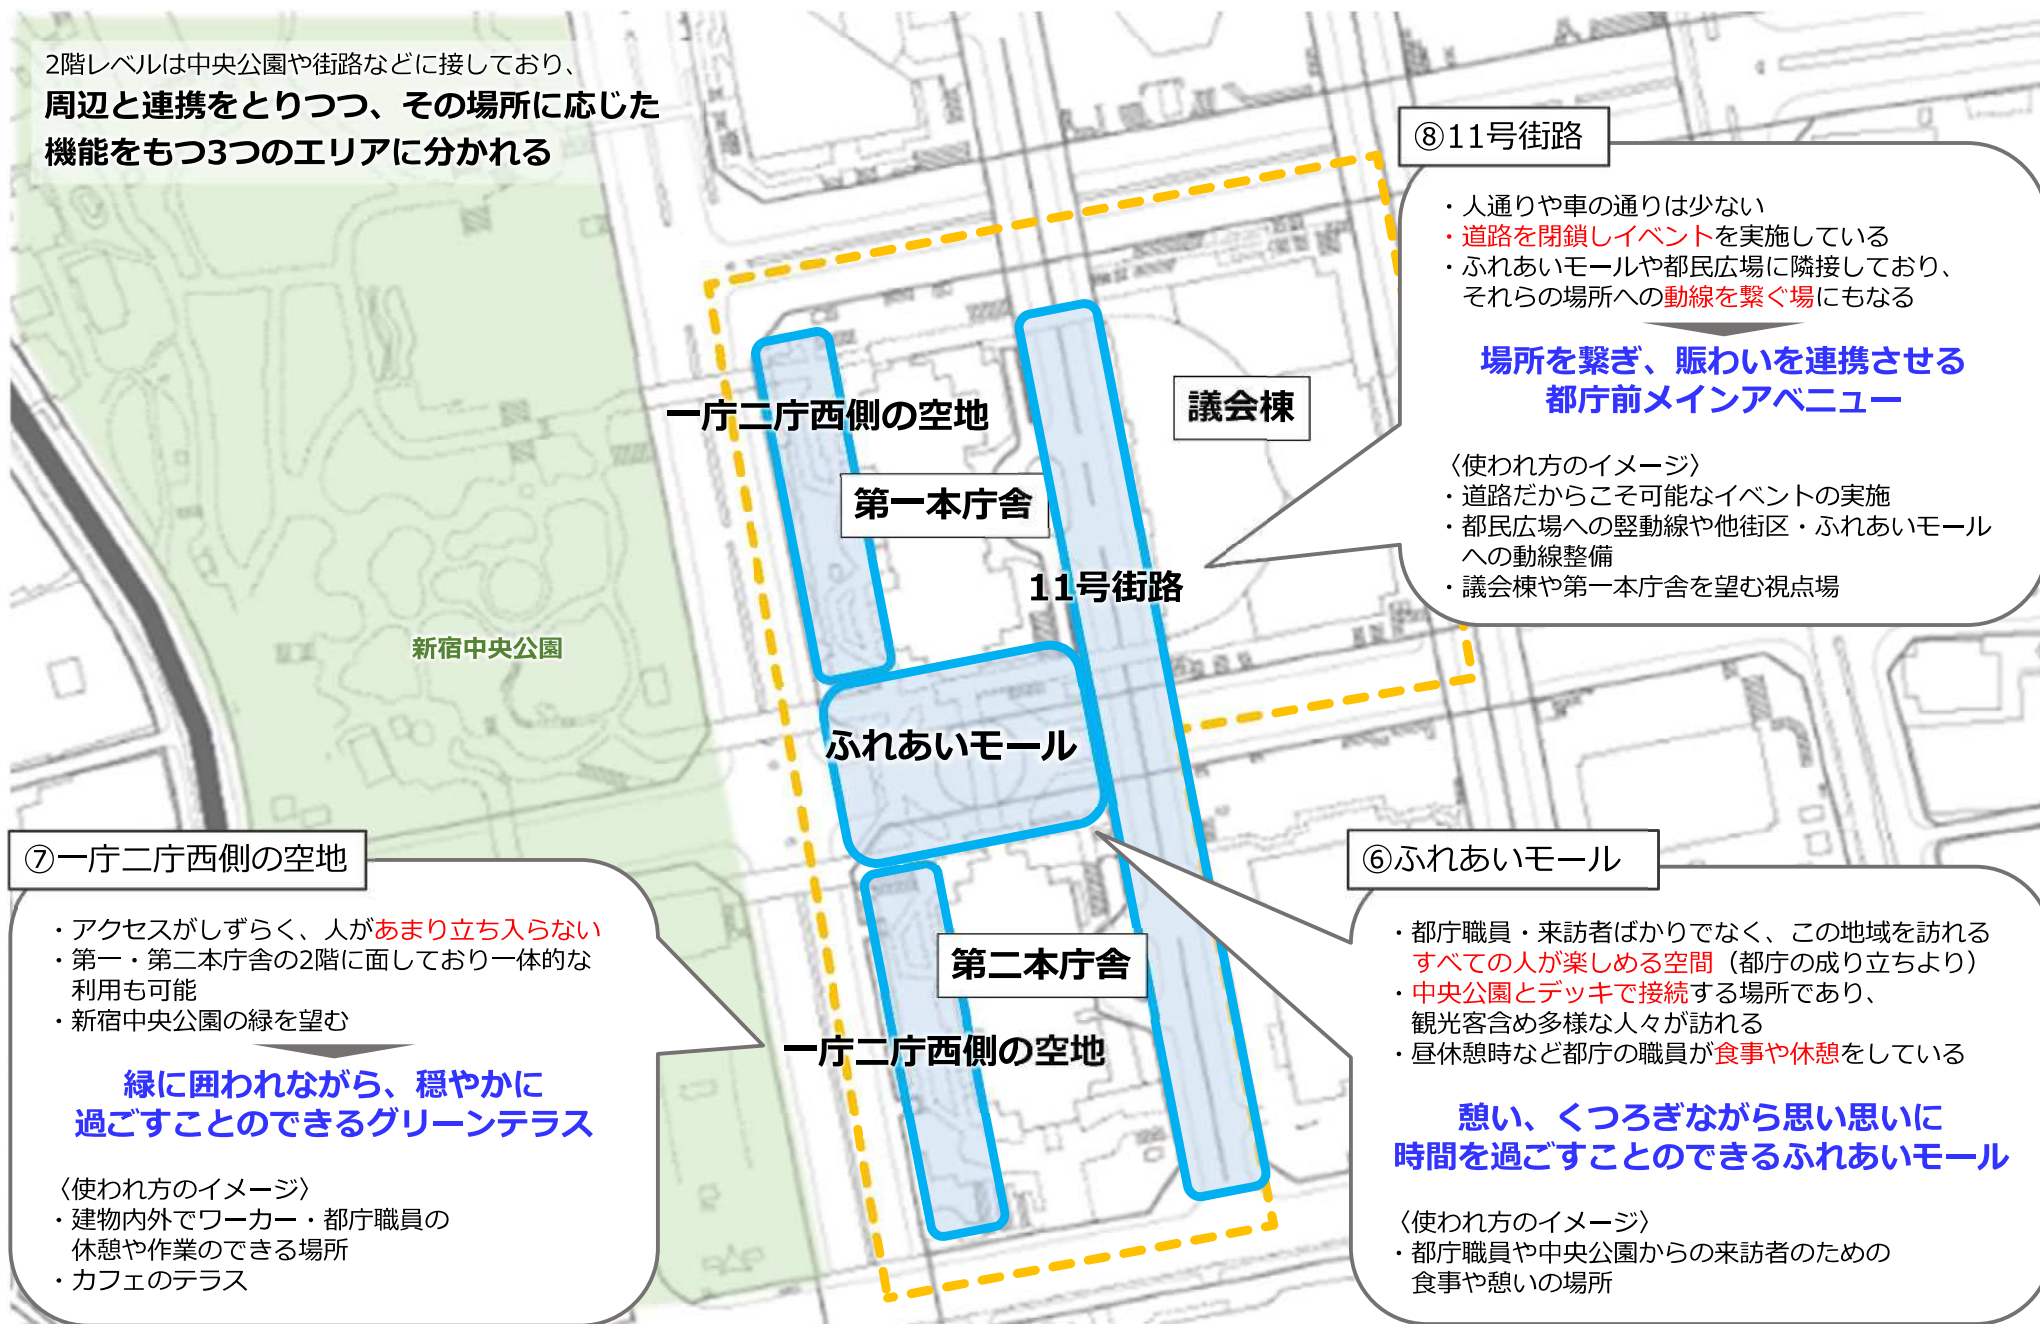 2階レベルは中央公園や街路などに接しており、
周辺と連携をとりつつ、その場所に応じた
機能をもつ3つのエリアに分かれる
⑧11号街路
・人通りや車の通りは少ない
・道路を閉鎖しイベントを実施している
・ふれあいモールや都民広場に隣接しており、
それらの場所への動線を繋ぐ場にもなる
場所を繋ぎ、賑わいを連携させる
都庁前メインアベニュー
〈使われ方のイメージ〉
・道路だからこそ可能なイベントの実施
・都民広場への竪動線や他街区・ふれあいモール
への動線整備
・議会棟や第一本庁舎を望む視点場
一庁二庁西側の空地
議会棟
第一本庁舎
11号街路
新宿中央公園
ふれあいモール
第二本庁舎
一庁二庁西側の空地
⑦一庁二庁西側の空地
・アクセスがしずらく、人があまり立ち入らない
・第一・第二本庁舎の2階に面しており一体的な
利用も可能
・新宿中央公園の緑を望む
緑に囲われながら、穏やかに
過ごすことのできるグリーンテラス
〈使われ方のイメージ〉
・建物内外でワーカー・都庁職員の
休憩や作業のできる場所
・カフェのテラス
⑥ふれあいモール
・都庁職員・来訪者ばかりでなく、この地域を訪れる
すべての人が楽しめる空間（都庁の成り立ちより）
・中央公園とデッキで接続する場所であり、
観光客含め多様な人々が訪れる
・昼休憩時など都庁の職員が食事や休憩をしている
憩い、くつろぎながら思い思いに
時間を過ごすことのできるふれあいモール
〈使われ方のイメージ〉
・都庁職員や中央公園からの来訪者のための
食事や憩いの場所